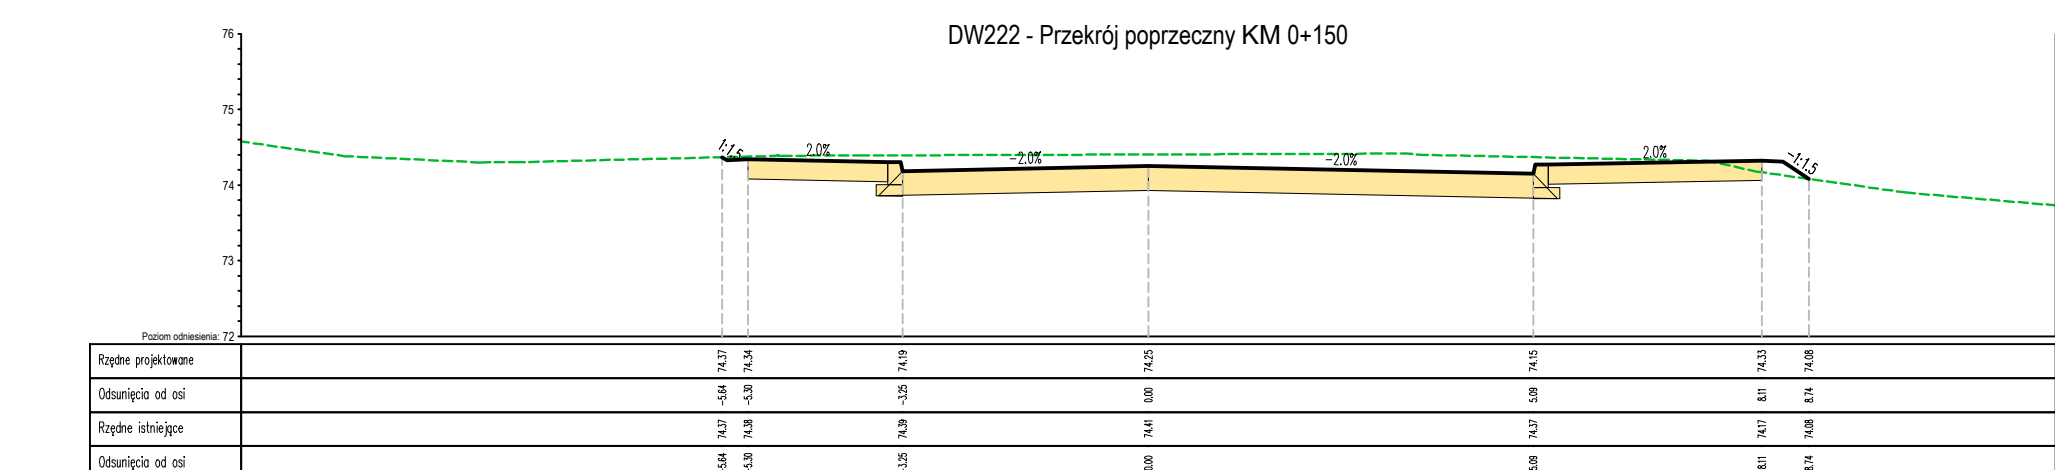 DW222 - Przekrój poprzeczny KM 0+150
76
75
74
73
Poziom odniesienia: 72
1:1.5
2.0%
-2.0%
-2.0%
2.0%
-1:1.5
Rzędne projektowane 74.37 74.34 74.19 74.25 74.15 74.33 74.08
Odsunięcia od osi -5.64 -5.30 -3.25 0.00 5.09 8.11 8.74
Rzędne istniejące 74.37 74.38 74.39 74.41 74.37 74.17 74.08
Odsunięcia od osi -5.64 -5.30 -3.25 0.00 5.09 8.11 8.74